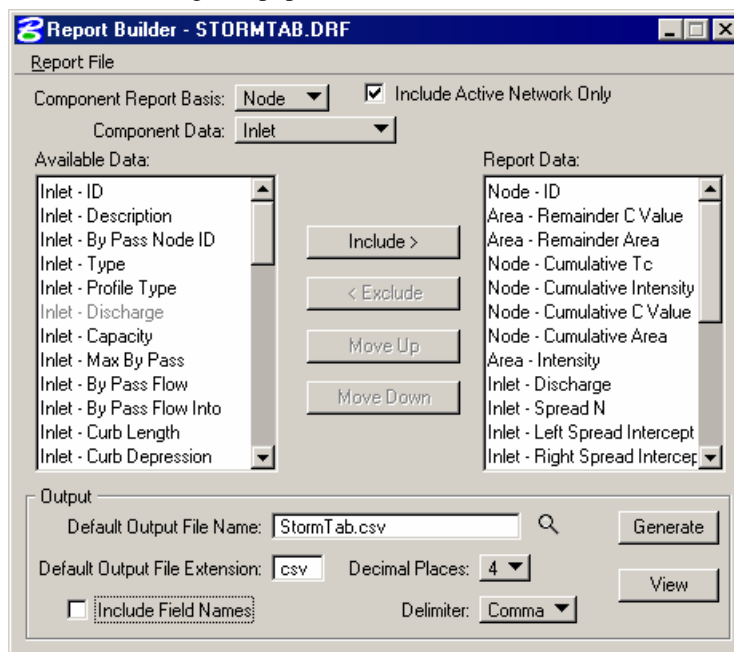 Report Builder - STORMTAB.DRF
Report File
Component Report Basis: Node
Include Active Network Only
Component Data: Inlet
Available Data:
Inlet - ID
Inlet - Description
Inlet - By Pass Node ID
Inlet - Type
Inlet - Profile Type
Inlet - Discharge
Inlet - Capacity
Inlet - Max By Pass
Inlet - By Pass Flow
Inlet - By Pass Flow Into
Inlet - Curb Length
Inlet - Curb Depression
Include >
< Exclude
Move Up
Move Down
Report Data:
Node - ID
Area - Remainder C Value
Area - Remainder Area
Node - Cumulative Tc
Node - Cumulative Intensity
Node - Cumulative C Value
Node - Cumulative Area
Area - Intensity
Inlet - Discharge
Inlet - Spread N
Inlet - Left Spread Intercept
Inlet - Right Spread Intercep
Output
Default Output File Name: StormTab.csv
Generate
Default Output File Extension: csv
Decimal Places: 4
View
Include Field Names
Delimiter: Comma